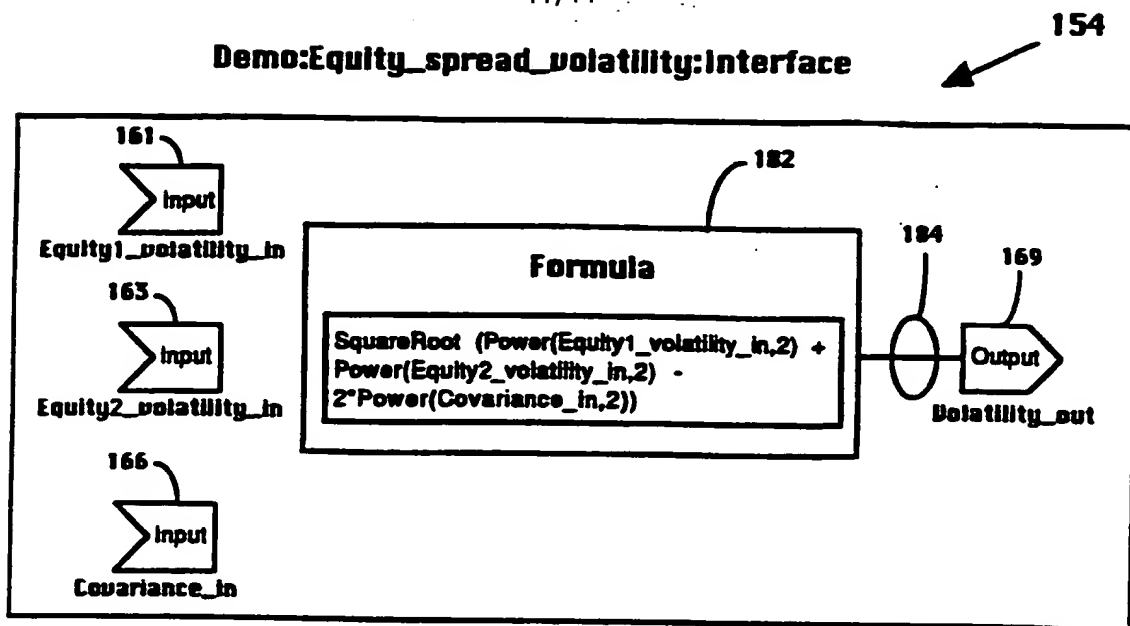 154
Demo:Equity_spread_volatility:Interface
161
Input
Equity1_volatility_in
163
Input
Equity2_volatility_in
166
Input
Covariance_in
182
Formula
SquareRoot (Power(Equity1_volatility_in,2) +
Power(Equity2_volatility_in,2) -
2*Power(Covariance_in,2))
184
169
Output
Volatility_out